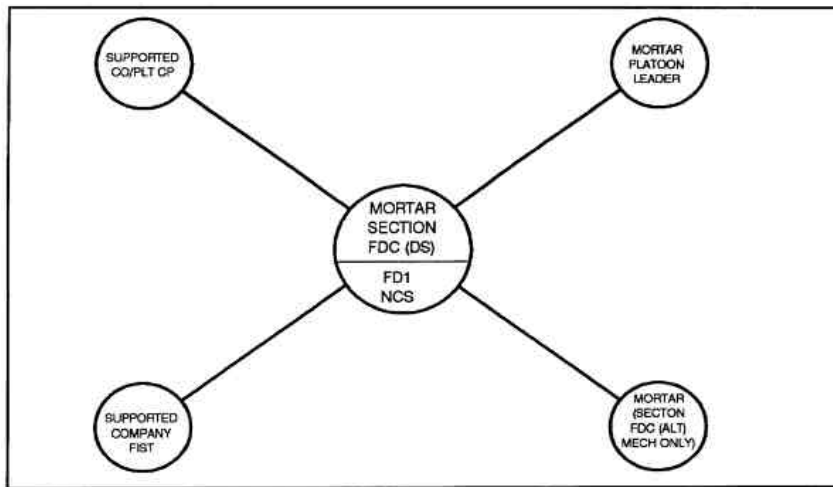 SUPPORTED
CO/PLT CP
MORTAR
PLATOON
LEADER
MORTAR
SECTION
FDC (DS)
FD1
NCS
SUPPORTED
COMPANY
FIST
MORTAR
(SECTON
FDC (ALT)
MECH ONLY)